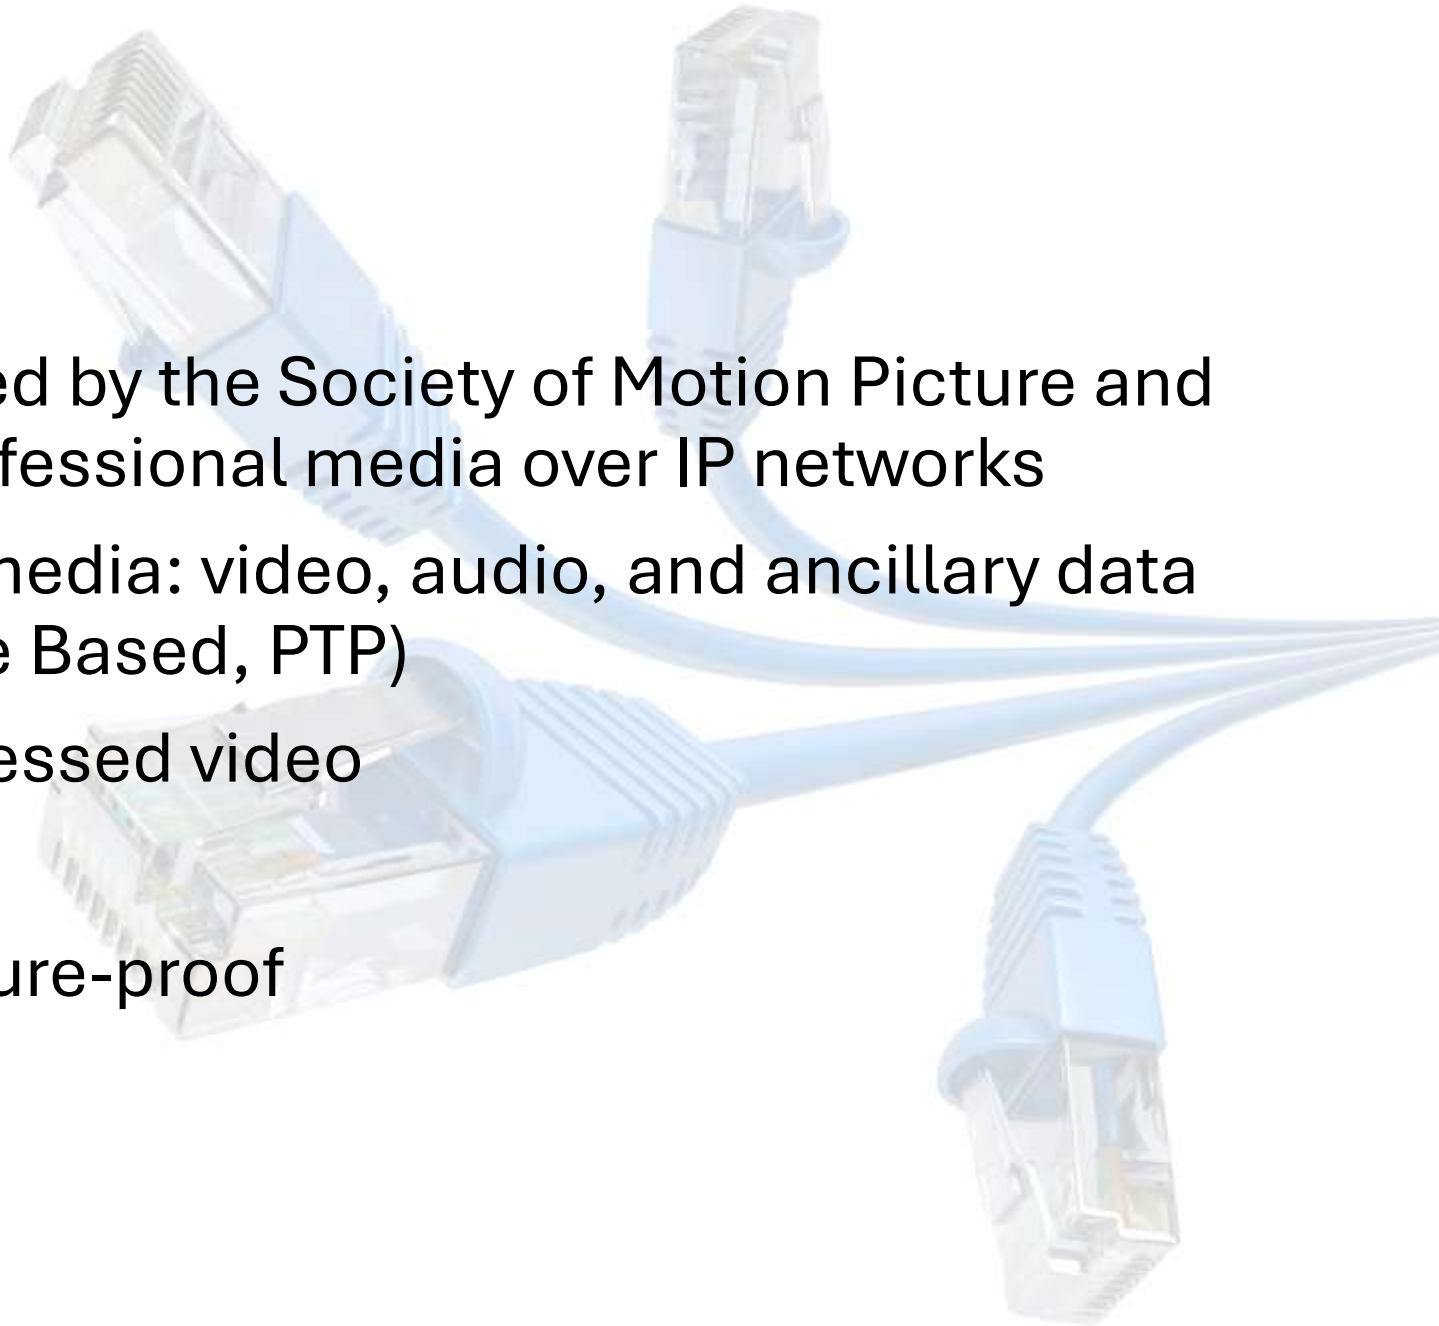 ed by the Society of Motion Picture and
fessional media over IP networks
media: video, audio, and ancillary data
e Based, PTP)
essed video
ure-proof